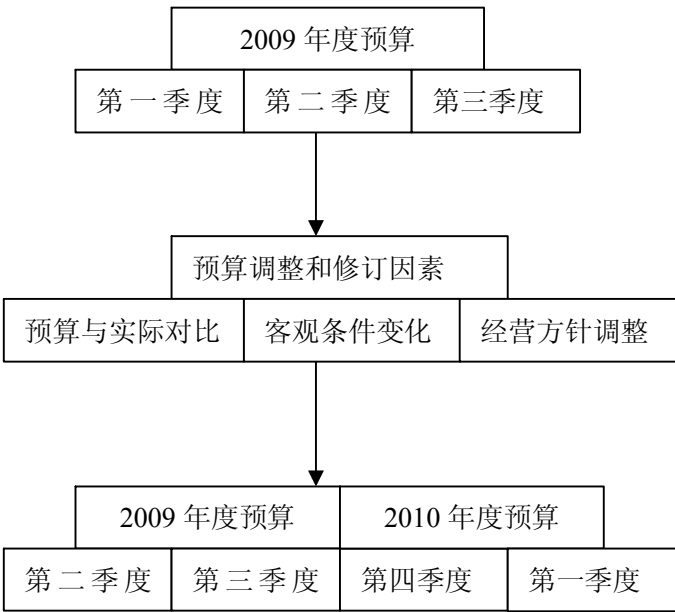 2009 年度预算
第一季度 第二季度 第三季度
预算调整和修订因素
预算与实际对比 客观条件变化 经营方针调整
2009 年度预算 2010 年度预算
第二季度 第三季度 第四季度 第一季度